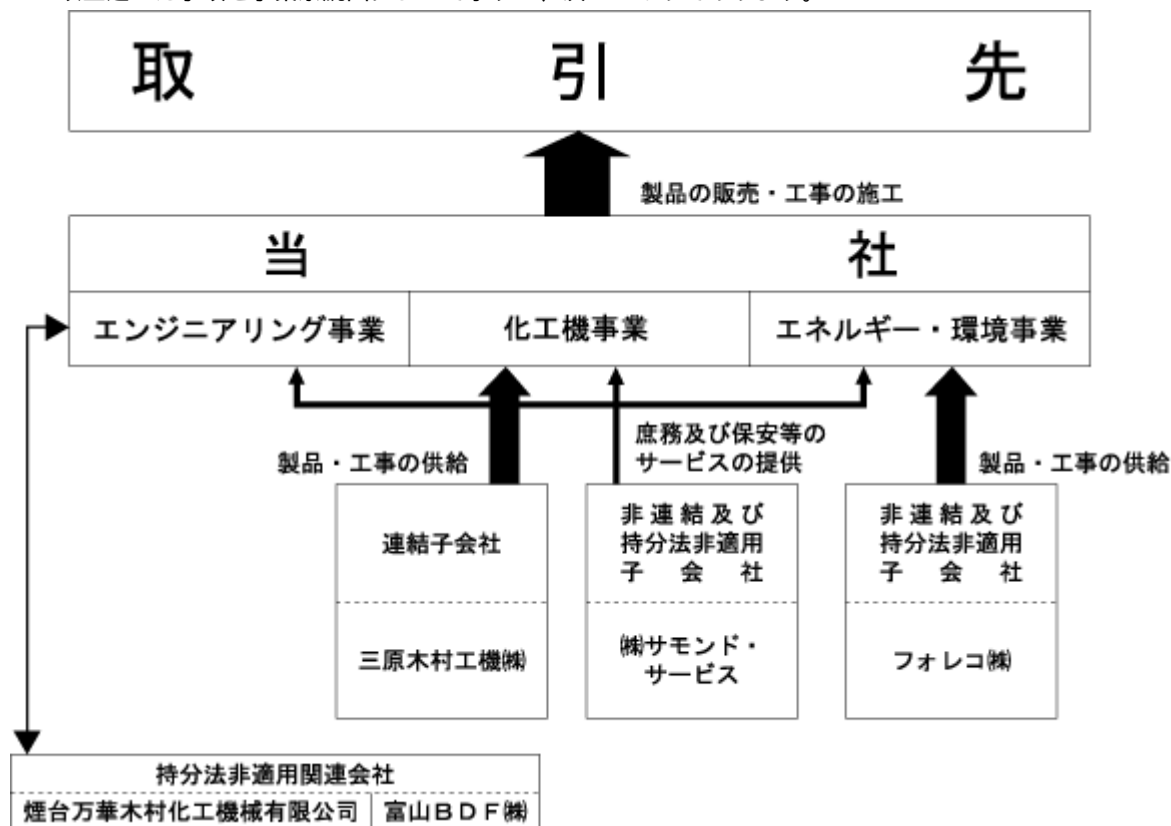 取引先
製品の販売・工事の施工
当社
エンジニアリング事業
化工機事業
エネルギー・環境事業
製品・工事の供給
庶務及び保安等の
サービスの提供
製品・工事の供給
連結子会社
三原木村工機㈱
非連結及び
持分法非適用
子会社
㈱サモンド・
サービス
非連結及び
持分法非適用
子会社
フォレコ㈱
持分法非適用関連会社
煙台万華木村化工機械有限公司
富山BDF㈱